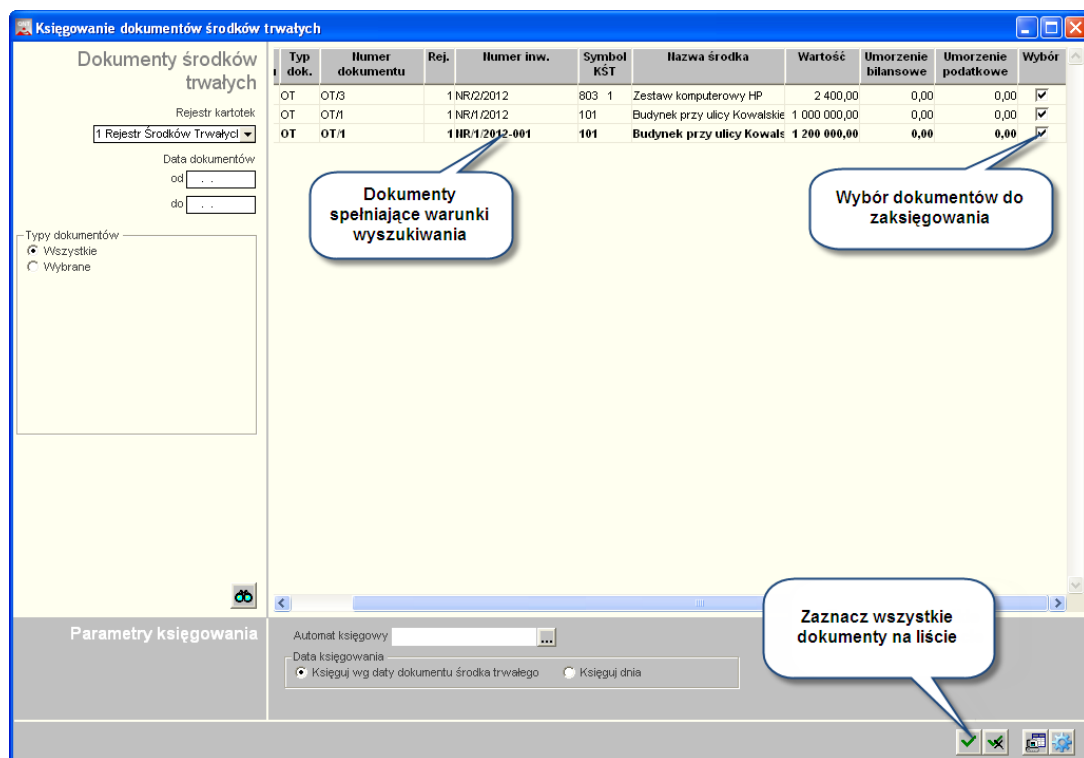 Księgowanie dokumentów środków trwałych
Dokumenty środków
trwałych
Rejestr kartotek
1 Rejestr Środków Trwałycl
Data dokumentów
od . .
do . .
Typy dokumentów
Wszystkie
Wybrane
Typ dok. Numer dokumentu Rej. Numer inw. Symbol KŚT Nazwa środka Wartość Umorzenie bilansowe Umorzenie podatkowe Wybór
OT OT/3 1 NR/2/2012 803 1 Zestaw komputerowy HP 2 400,00 0,00 0,00
OT OT/1 1 NR/1/2012 101 Budynek przy ulicy Kowalskie 1 000 000,00 0,00 0,00
OT OT/1 1 NR/1/2012-001 101 Budynek przy ulicy Kowals 1 200 000,00 0,00 0,00
Dokumenty
spełniające warunki
wyszukiwania
Wybór dokumentów do
zaksięgowania
Zaznacz wszystkie
dokumenty na liście
Parametry księgowania
Automat księgowy ...
Data księgowania
Księguj wg daty dokumentu środka trwałego Księguj dnia